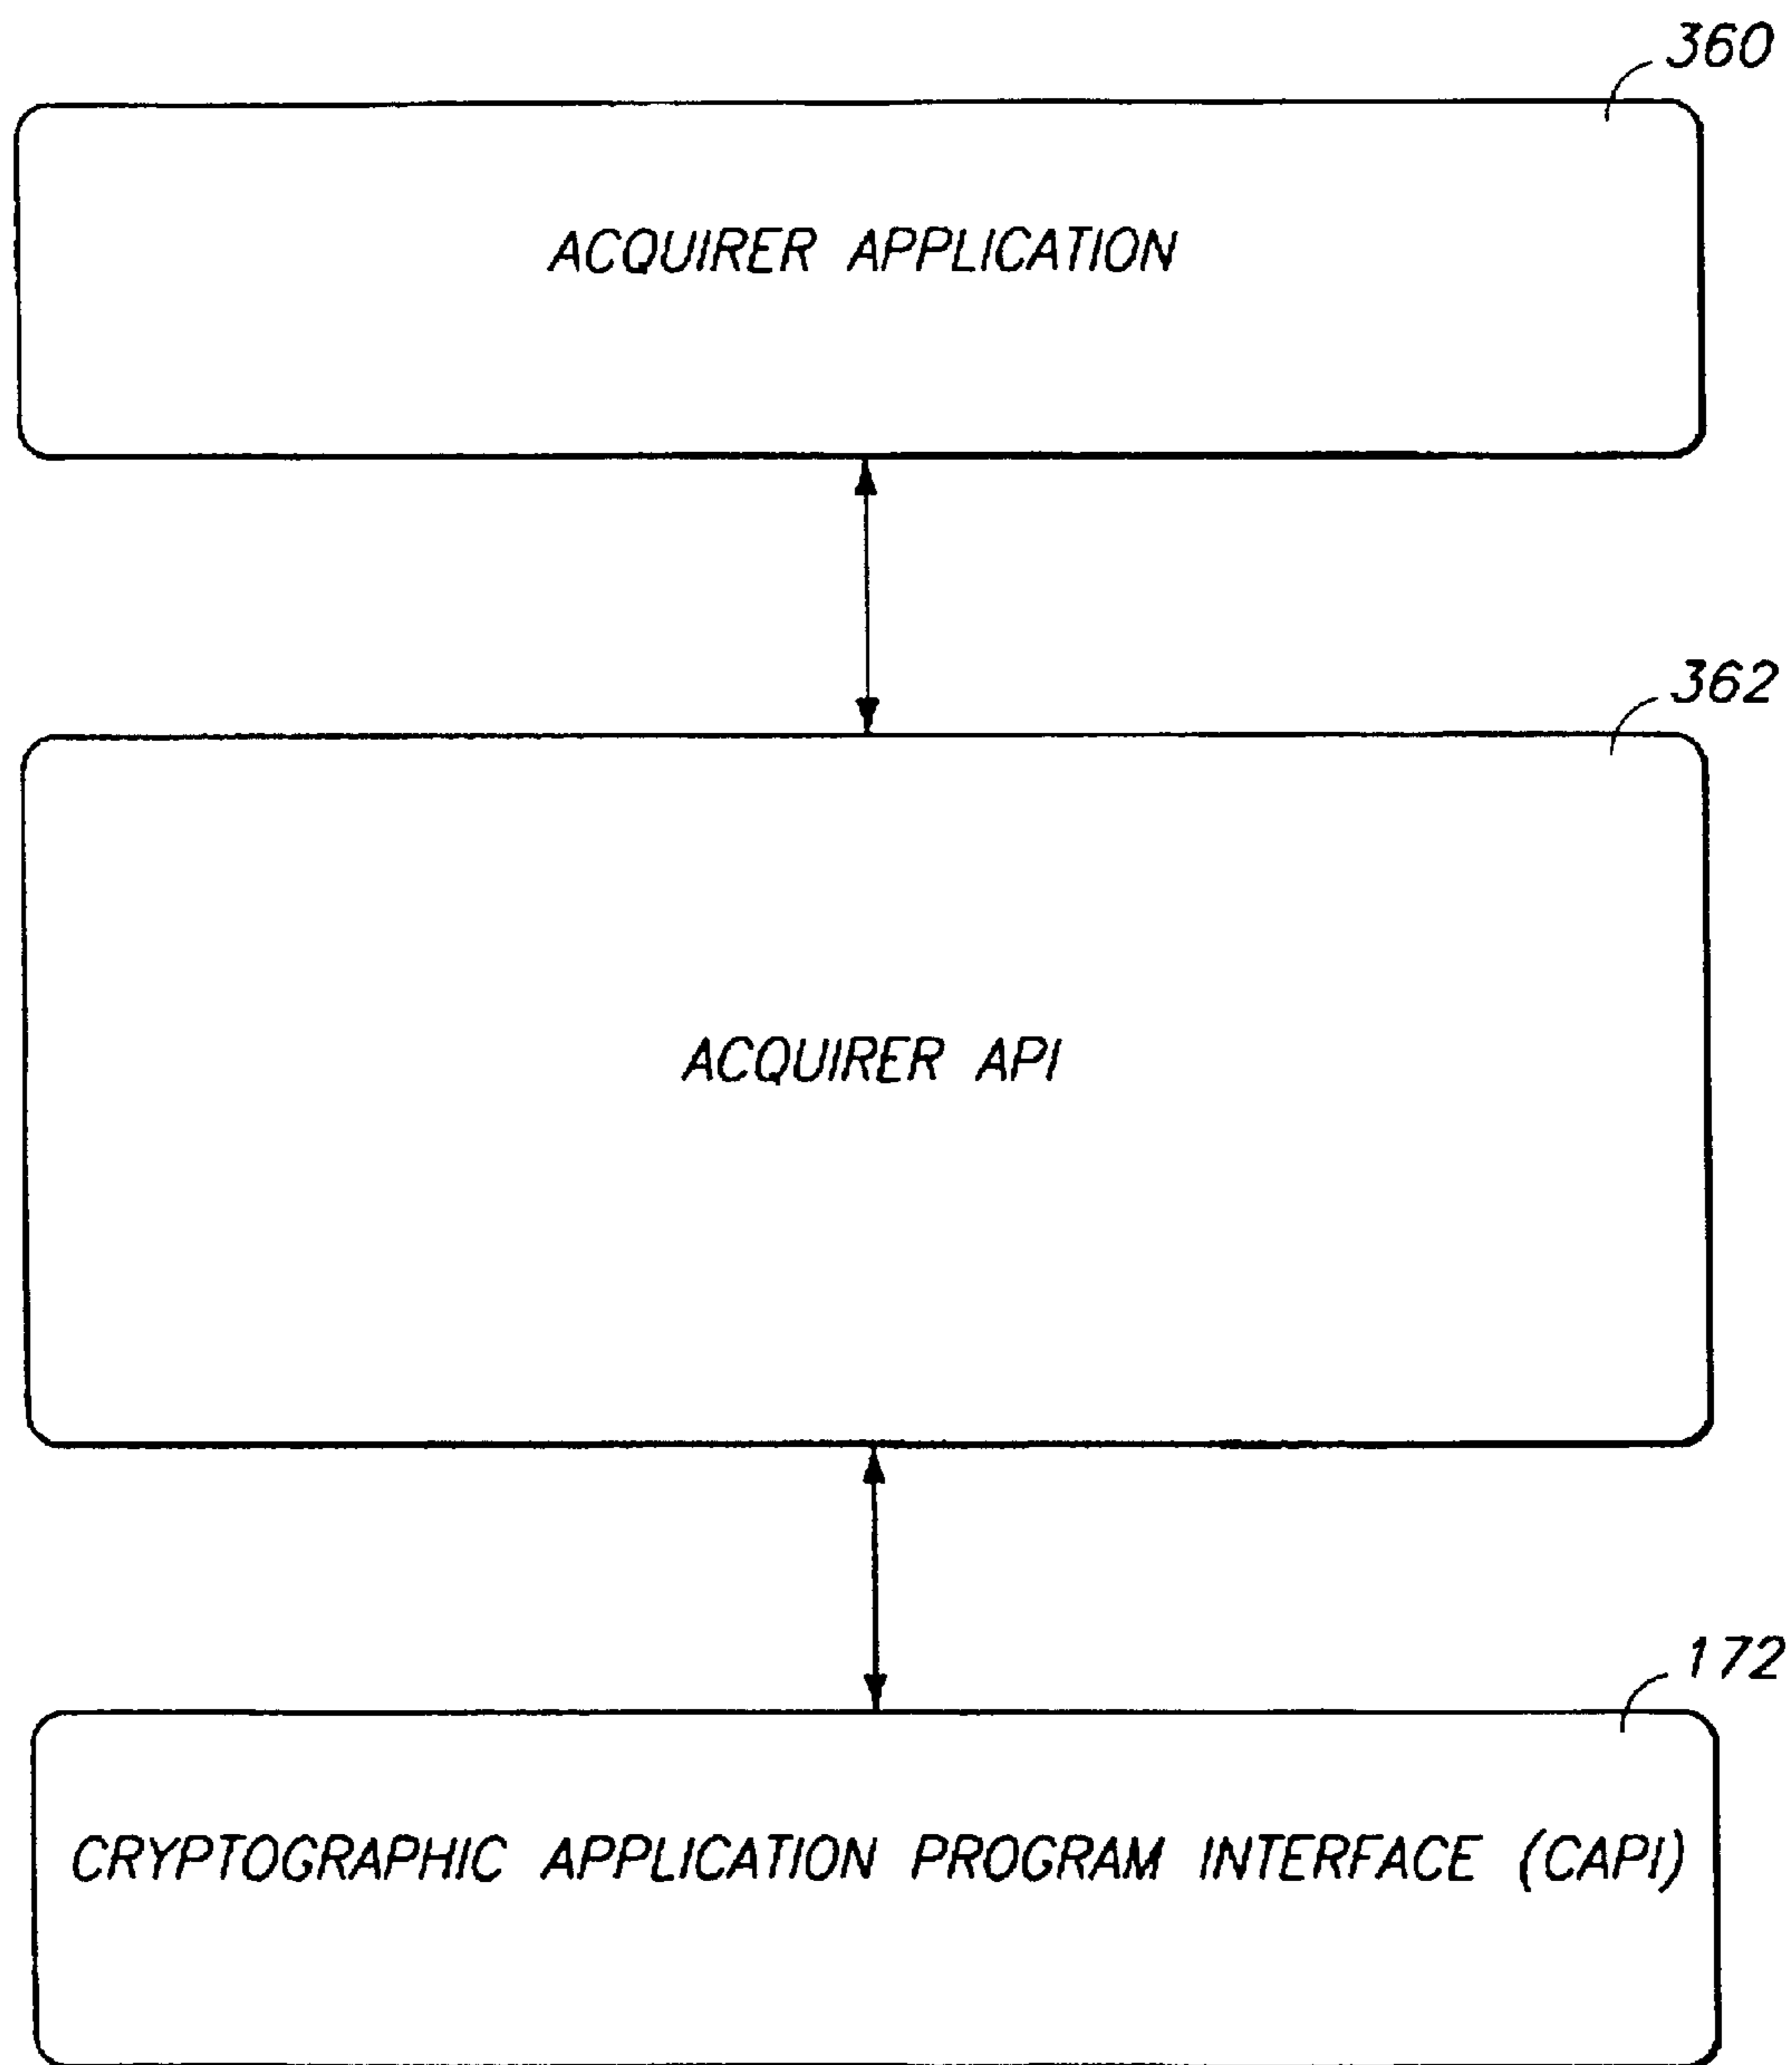 360
ACQUIRER APPLICATION
362
ACQUIRER API
172
CRYPTOGRAPHIC APPLICATION PROGRAM INTERFACE (CAPI)